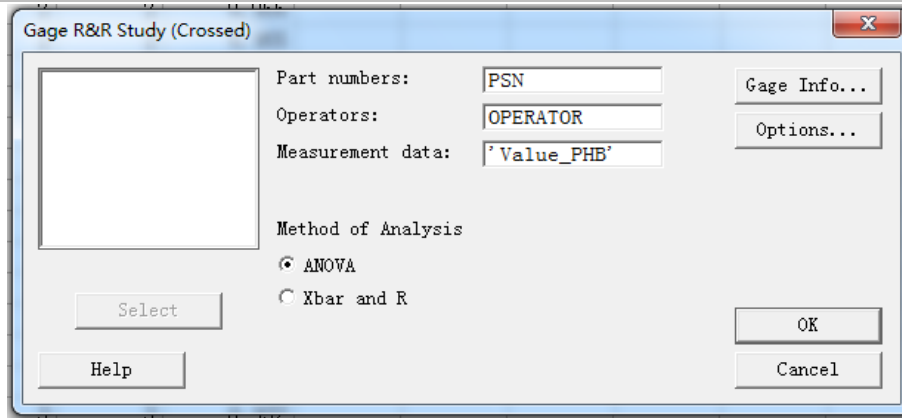 Gage R&R Study (Crossed)
Part numbers: PSN
Operators: OPERATOR
Measurement data: 'Value_PHB'
Gage Info...
Options...
Method of Analysis
ANOVA
Xbar and R
Select
OK
Help
Cancel